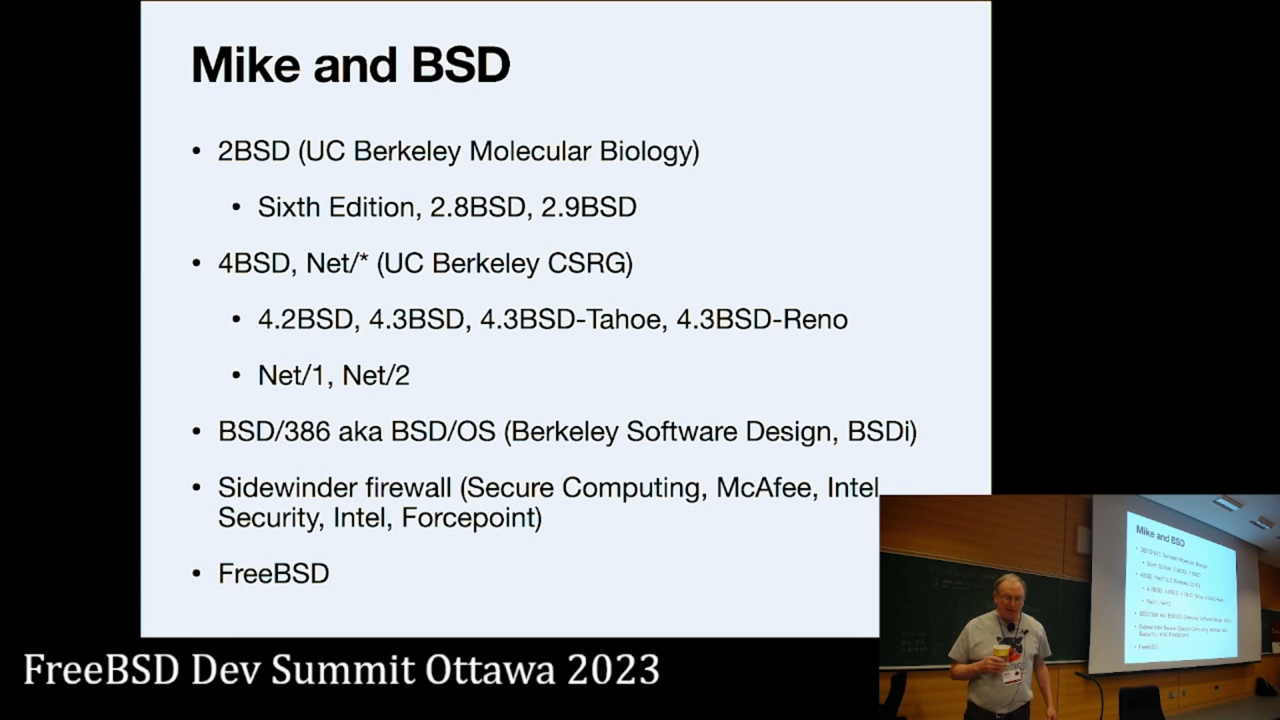 Mike and BSD
• 2BSD (UC Berkeley Molecular Biology)
• Sixth Edition, 2.8BSD, 2.9BSD
• 4BSD, Net/* (UC Berkeley CSRG)
• 4.2BSD, 4.3BSD, 4.3BSD-Tahoe, 4.3BSD-Reno
• Net/1, Net/2
• BSD/386 aka BSD/OS (Berkeley Software Design, BSDi)
• Sidewinder firewall (Secure Computing, McAfee, Intel
Security, Intel, Forcepoint)
• FreeBSD
FreeBSD Dev Summit Ottawa 2023
Mike and BSD